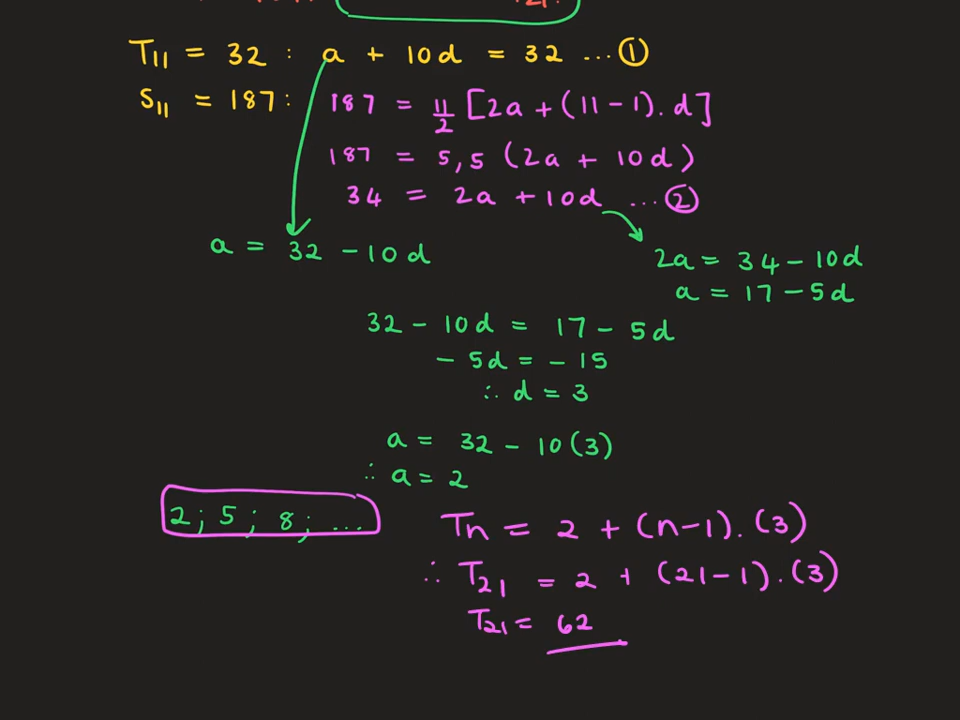 T₁₁ = 32 : a + 10d = 32 ... ①
S₁₁ = 187 : 187 = 11/2 [2a + (11 - 1). d]
187 = 5,5 (2a + 10d)
34 = 2a + 10d ... ②
a = 32 - 10d
2a = 34 - 10d
a = 17 - 5d
32 - 10d = 17 - 5d
- 5d = - 15
∴ d = 3
a = 32 - 10(3)
∴ a = 2
2; 5; 8; ...
Tn = 2 + (n-1). (3)
∴ T₂₁ = 2 + (21-1). (3)
T₂₁ = 62